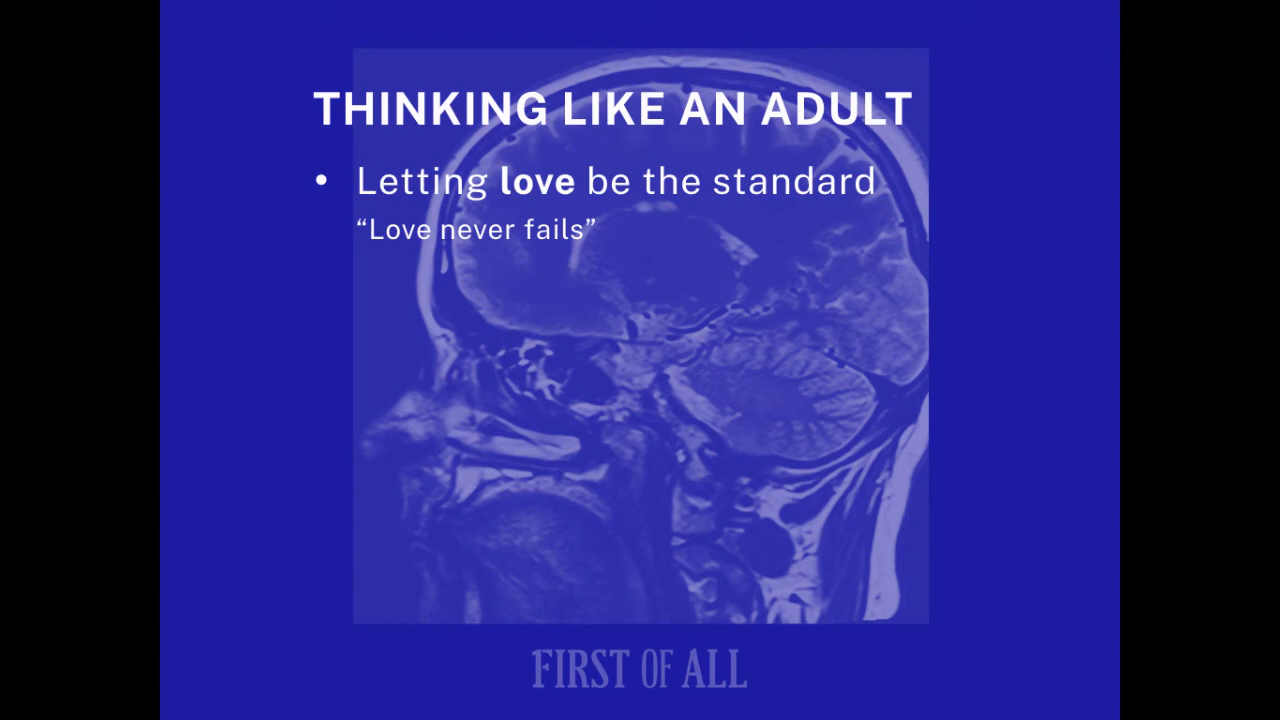 THINKING LIKE AN ADULT
• Letting love be the standard
“Love never fails”
FIRST OF ALL